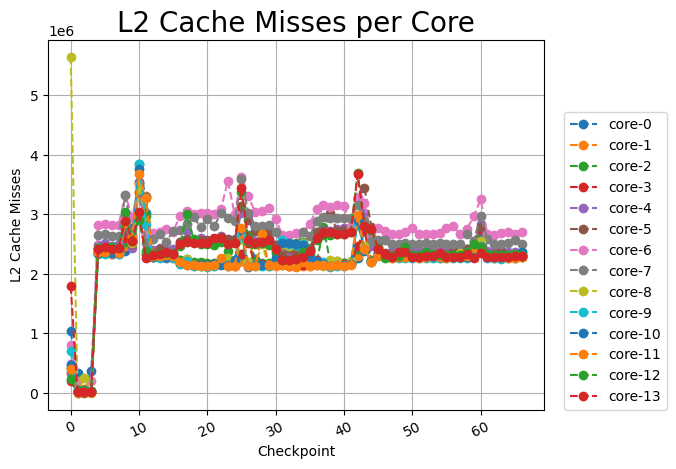 L2 Cache Misses per Core
1e6
5
4
3
2
1
0
L2 Cache Misses
0
10
20
30
40
50
60
Checkpoint
core-0
core-1
core-2
core-3
core-4
core-5
core-6
core-7
core-8
core-9
core-10
core-11
core-12
core-13